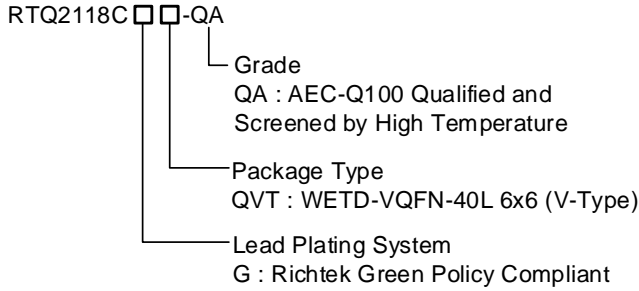 RTQ2118C□ □-QA
Grade
QA : AEC-Q100 Qualified and
Screened by High Temperature
Package Type
QVT : WETD-VQFN-40L 6x6 (V-Type)
Lead Plating System
G : Richtek Green Policy Compliant